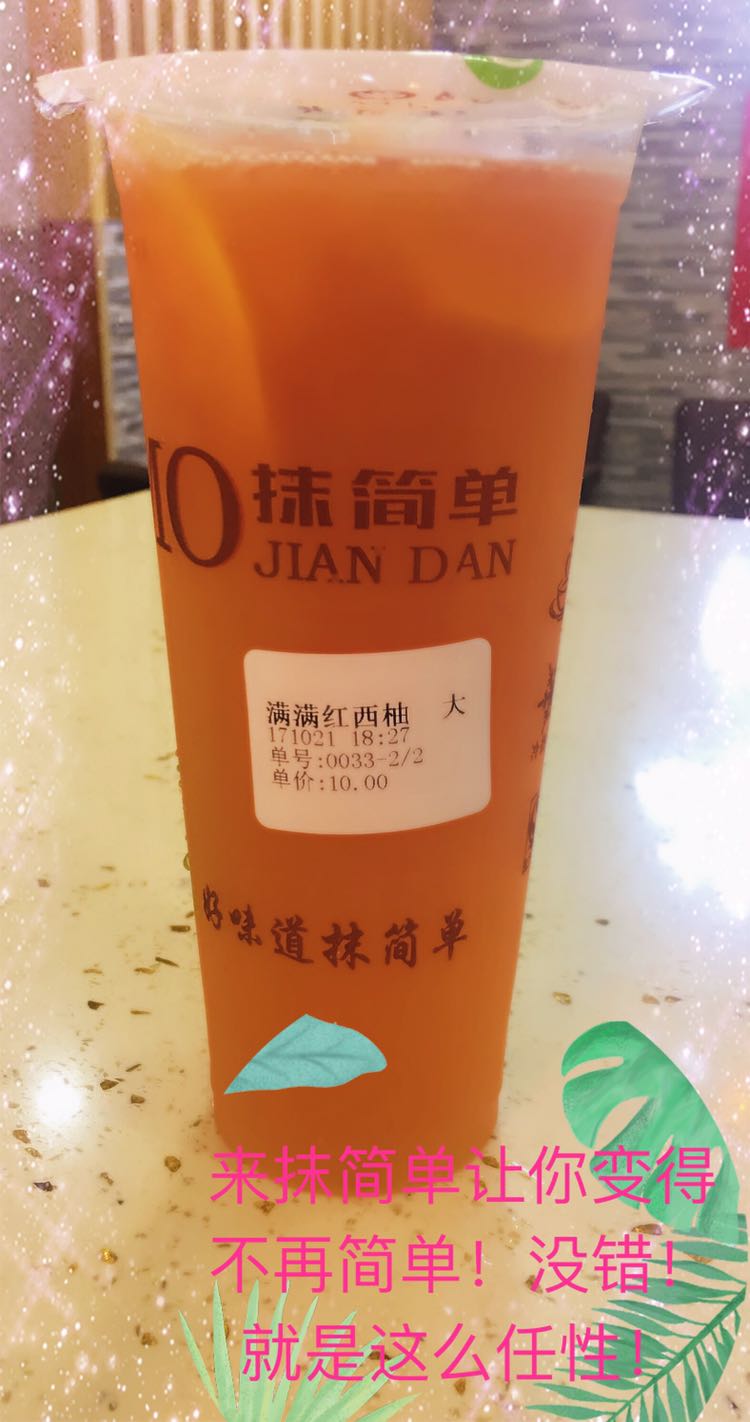 IO 抹简单
JIAN DAN
满满红西柚 大
171021 18:27
单号:0033-2/2
单价:10.00
好味道抹简单
来抹简单让你变得
不再简单！没错！
就是这么任性！